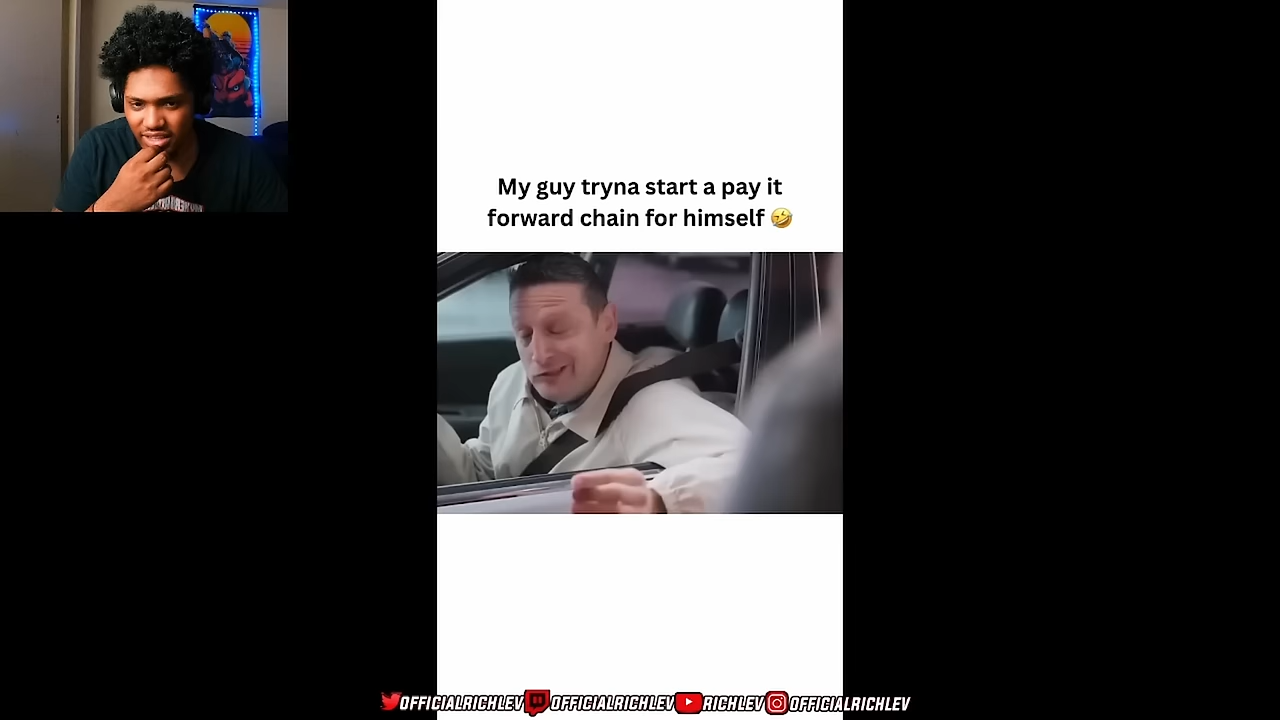 My guy tryna start a pay it
forward chain for himself 🤣
OFFICIALRICHLEV OFFICIALRICHLEV RICHLEV OFFICIALRICHLEV